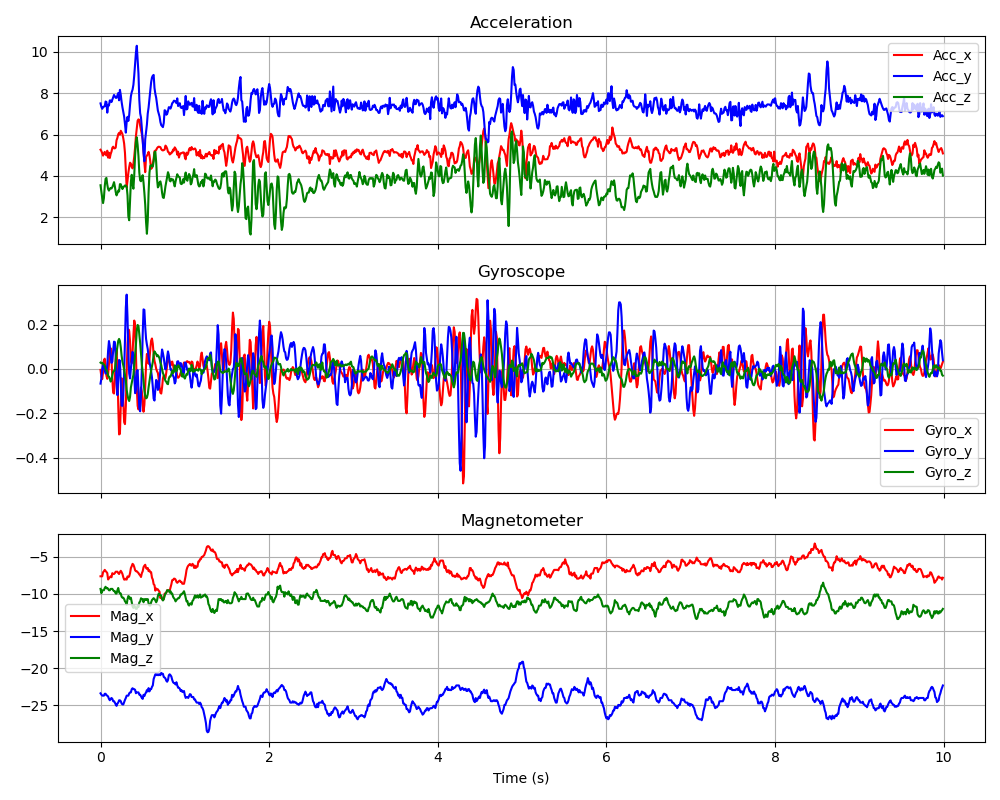 Acceleration
10
8
6
4
2
Acc_x
Acc_y
Acc_z
Gyroscope
0.2
0.0
−0.2
−0.4
Gyro_x
Gyro_y
Gyro_z
Magnetometer
−5
−10
−15
−20
−25
Mag_x
Mag_y
Mag_z
0 2 4 6 8 10
Time (s)